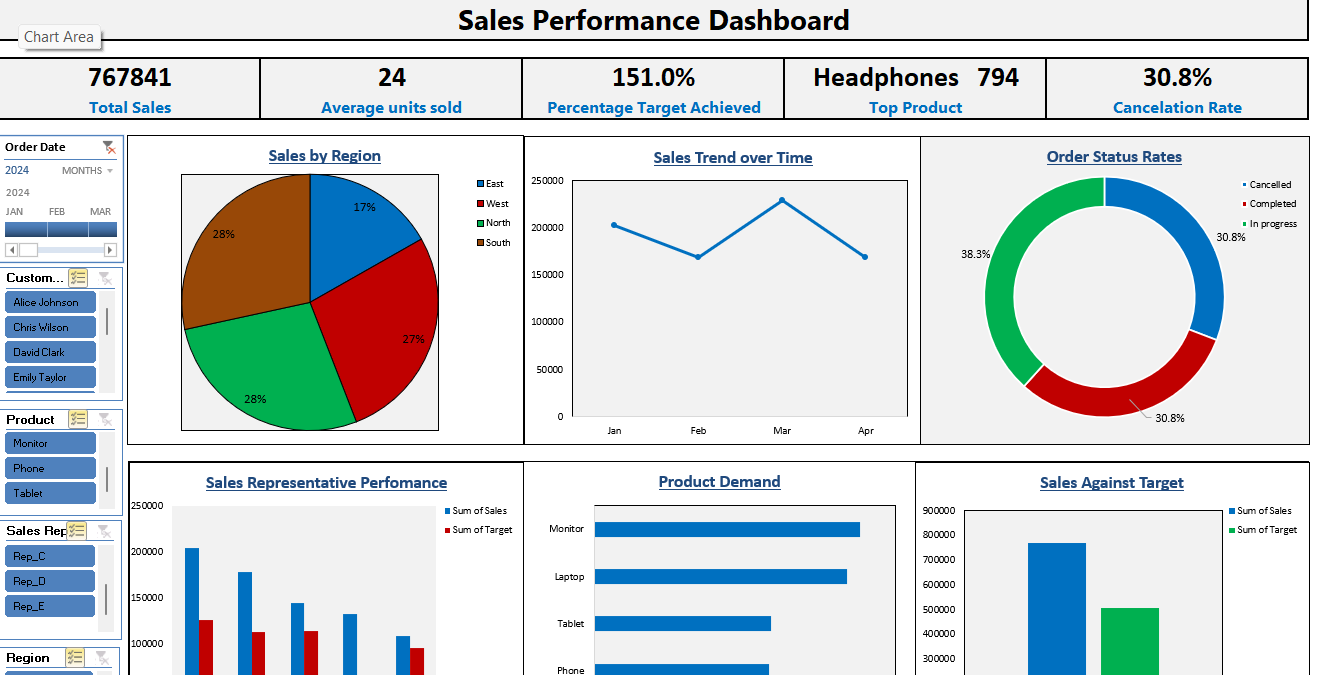 Sales Performance Dashboard
Chart Area
767841
Total Sales
24
Average units sold
151.0%
Percentage Target Achieved
Headphones 794
Top Product
30.8%
Cancelation Rate
Order Date
2024 MONTHS
2024
JAN FEB MAR
Custom...
Alice Johnson
Chris Wilson
David Clark
Emily Taylor
Product
Monitor
Phone
Tablet
Sales Rep
Rep_C
Rep_D
Rep_E
Region
Sales by Region
17%
27%
28%
28%
East
West
North
South
Sales Trend over Time
250000
200000
150000
100000
50000
0
Jan Feb Mar Apr
Order Status Rates
Cancelled
Completed
In progress
30.8%
38.3%
30.8%
Sales Representative Perfomance
250000
200000
150000
100000
Sum of Sales
Sum of Target
Product Demand
Monitor
Laptop
Tablet
Phone
Sales Against Target
900000
800000
700000
600000
500000
400000
300000
Sum of Sales
Sum of Target